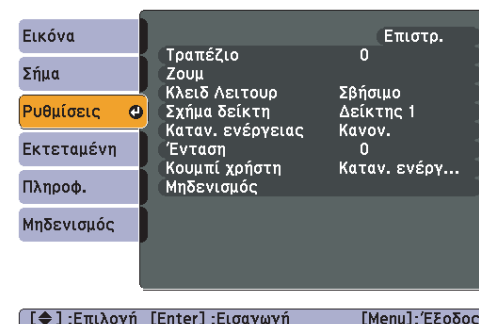 Εικόνα
Σήμα
Ρυθμίσεις
Εκτεταμένη
Πληροφ.
Μηδενισμός
Επιστρ.
Τραπέζιο 0
Ζουμ
Κλειδ Λειτουρ Σβήσιμο
Σχήμα δείκτη Δείκτης 1
Καταν. ενέργειας Κανον.
Ένταση 0
Κουμπί χρήστη Καταν. ενέργ...
Μηδενισμός
[ ] :Επιλογή [Enter] :Εισαγωγή [Menu]:Έξοδος